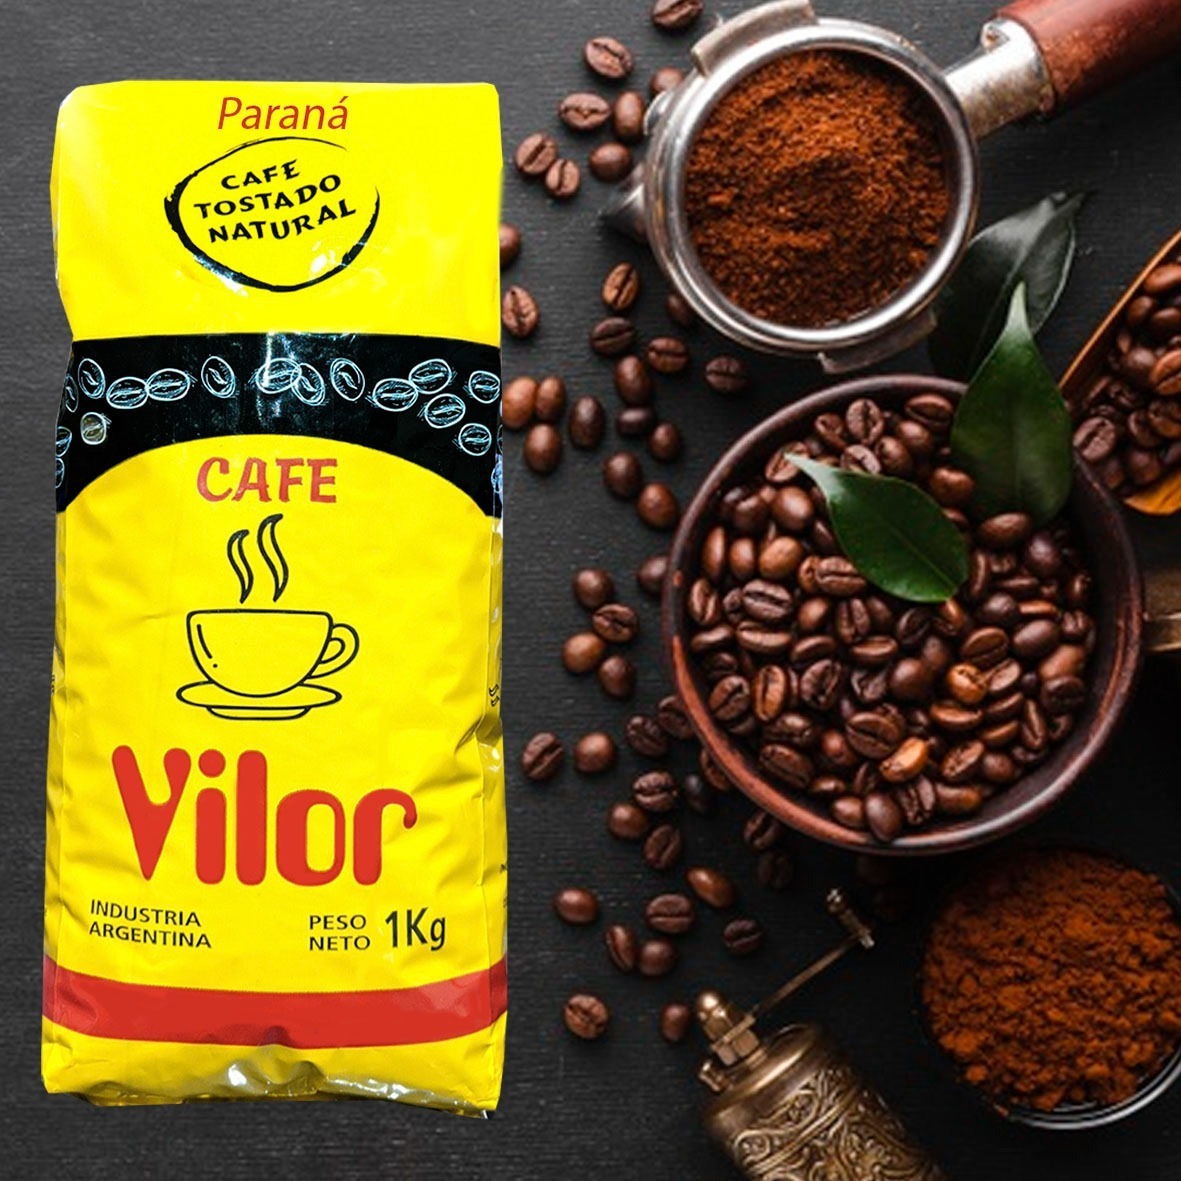 Paraná
CAFE
TOSTADO
NATURAL
CAFE
Vilor
INDUSTRIA
ARGENTINA
PESO
NETO 1Kg